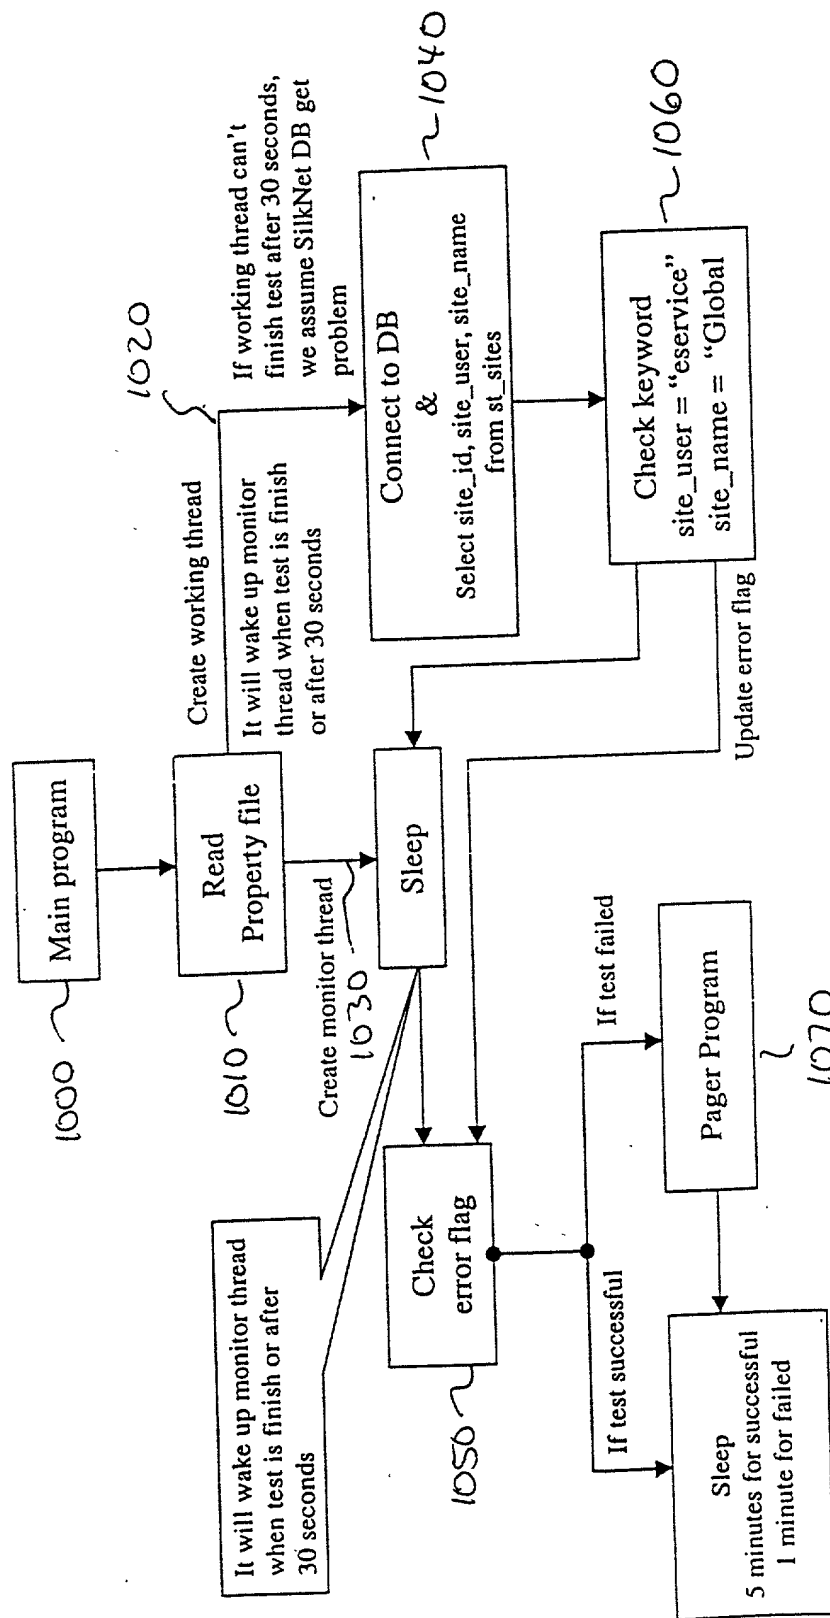 1000
Main program
1010
Read
Property file
Create working thread
1020
It will wake up monitor
thread when test is finish
or after 30 seconds
If working thread can't
finish test after 30 seconds,
we assume SilkNet DB get
problem
Create monitor thread
1030
Sleep
Connect to DB
&
Select site_id, site_user, site_name
from st_sites
1040
It will wake up monitor thread
when test is finish or after
30 seconds
Check keyword
site_user = “eservice”
site_name = “Global
1060
Update error flag
1050
Check
error flag
If test successful
If test failed
Pager Program
1070
Sleep
5 minutes for successful
1 minute for failed